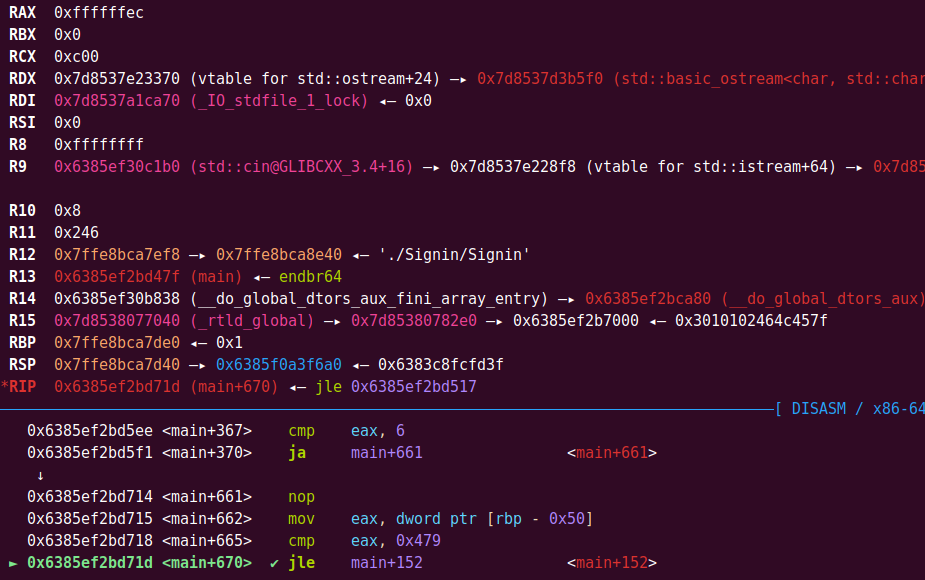 RAX 0xffffffec
RBX 0x0
RCX 0xc00
RDX 0x7d8537e23370 (vtable for std::ostream+24) —▸ 0x7d8537d3b5f0 (std::basic_ostream<char, std::char
RDI 0x7d8537a1ca70 (_IO_stdfile_1_lock) ◂— 0x0
RSI 0x0
R8 0xffffffff
R9 0x6385ef30c1b0 (std::cin@GLIBCXX_3.4+16) —▸ 0x7d8537e228f8 (vtable for std::istream+64) —▸ 0x7d85
R10 0x8
R11 0x246
R12 0x7ffe8bca7ef8 —▸ 0x7ffe8bca8e40 ◂— './Signin/Signin'
R13 0x6385ef2bd47f (main) ◂— endbr64
R14 0x6385ef30b838 (__do_global_dtors_aux_fini_array_entry) —▸ 0x6385ef2bca80 (__do_global_dtors_aux)
R15 0x7d8538077040 (_rtld_global) —▸ 0x7d85380782e0 —▸ 0x6385ef2b7000 ◂— 0x3010102464c457f
RBP 0x7ffe8bca7de0 ◂— 0x1
RSP 0x7ffe8bca7d40 —▸ 0x6385f0a3f6a0 ◂— 0x6383c8fcfd3f
*RIP 0x6385ef2bd71d (main+670) ◂— jle 0x6385ef2bd517
[ DISASM / x86-64
0x6385ef2bd5ee <main+367> cmp eax, 6
0x6385ef2bd5f1 <main+370> ja main+661 <main+661>
↓
0x6385ef2bd714 <main+661> nop
0x6385ef2bd715 <main+662> mov eax, dword ptr [rbp - 0x50]
0x6385ef2bd718 <main+665> cmp eax, 0x479
► 0x6385ef2bd71d <main+670> ✔ jle main+152 <main+152>